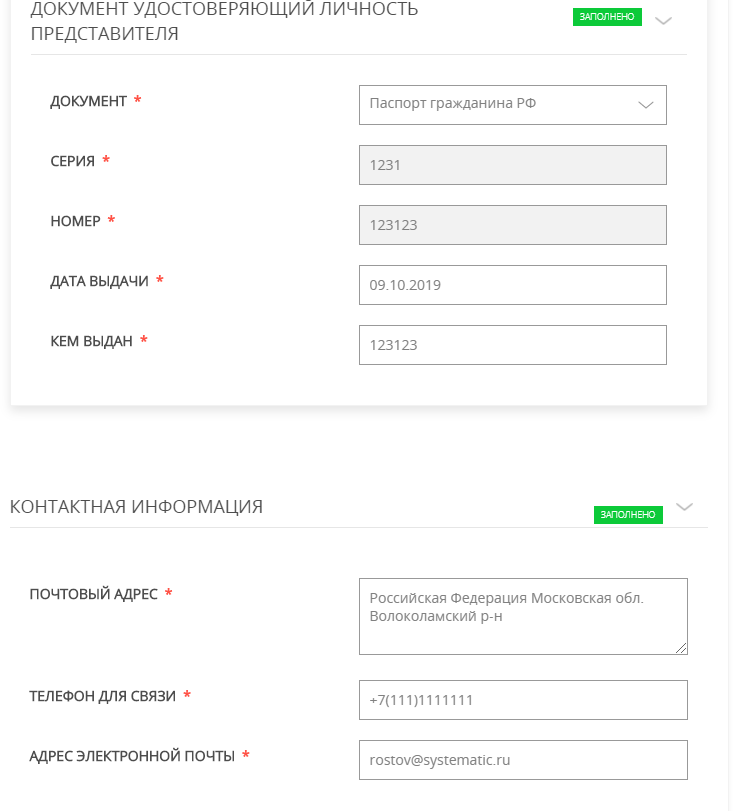 ДОКУМЕНТ УДОСТОВЕРЯЮЩИЙ ЛИЧНОСТЬ
ПРЕДСТАВИТЕЛЯ
ЗАПОЛНЕНО
ДОКУМЕНТ *
Паспорт гражданина РФ
СЕРИЯ *
1231
НОМЕР *
123123
ДАТА ВЫДАЧИ *
09.10.2019
КЕМ ВЫДАН *
123123
КОНТАКТНАЯ ИНФОРМАЦИЯ
ЗАПОЛНЕНО
ПОЧТОВЫЙ АДРЕС *
Российская Федерация Московская обл.
Волоколамский р-н
ТЕЛЕФОН ДЛЯ СВЯЗИ *
+7(111)1111111
АДРЕС ЭЛЕКТРОННОЙ ПОЧТЫ *
rostov@systematic.ru